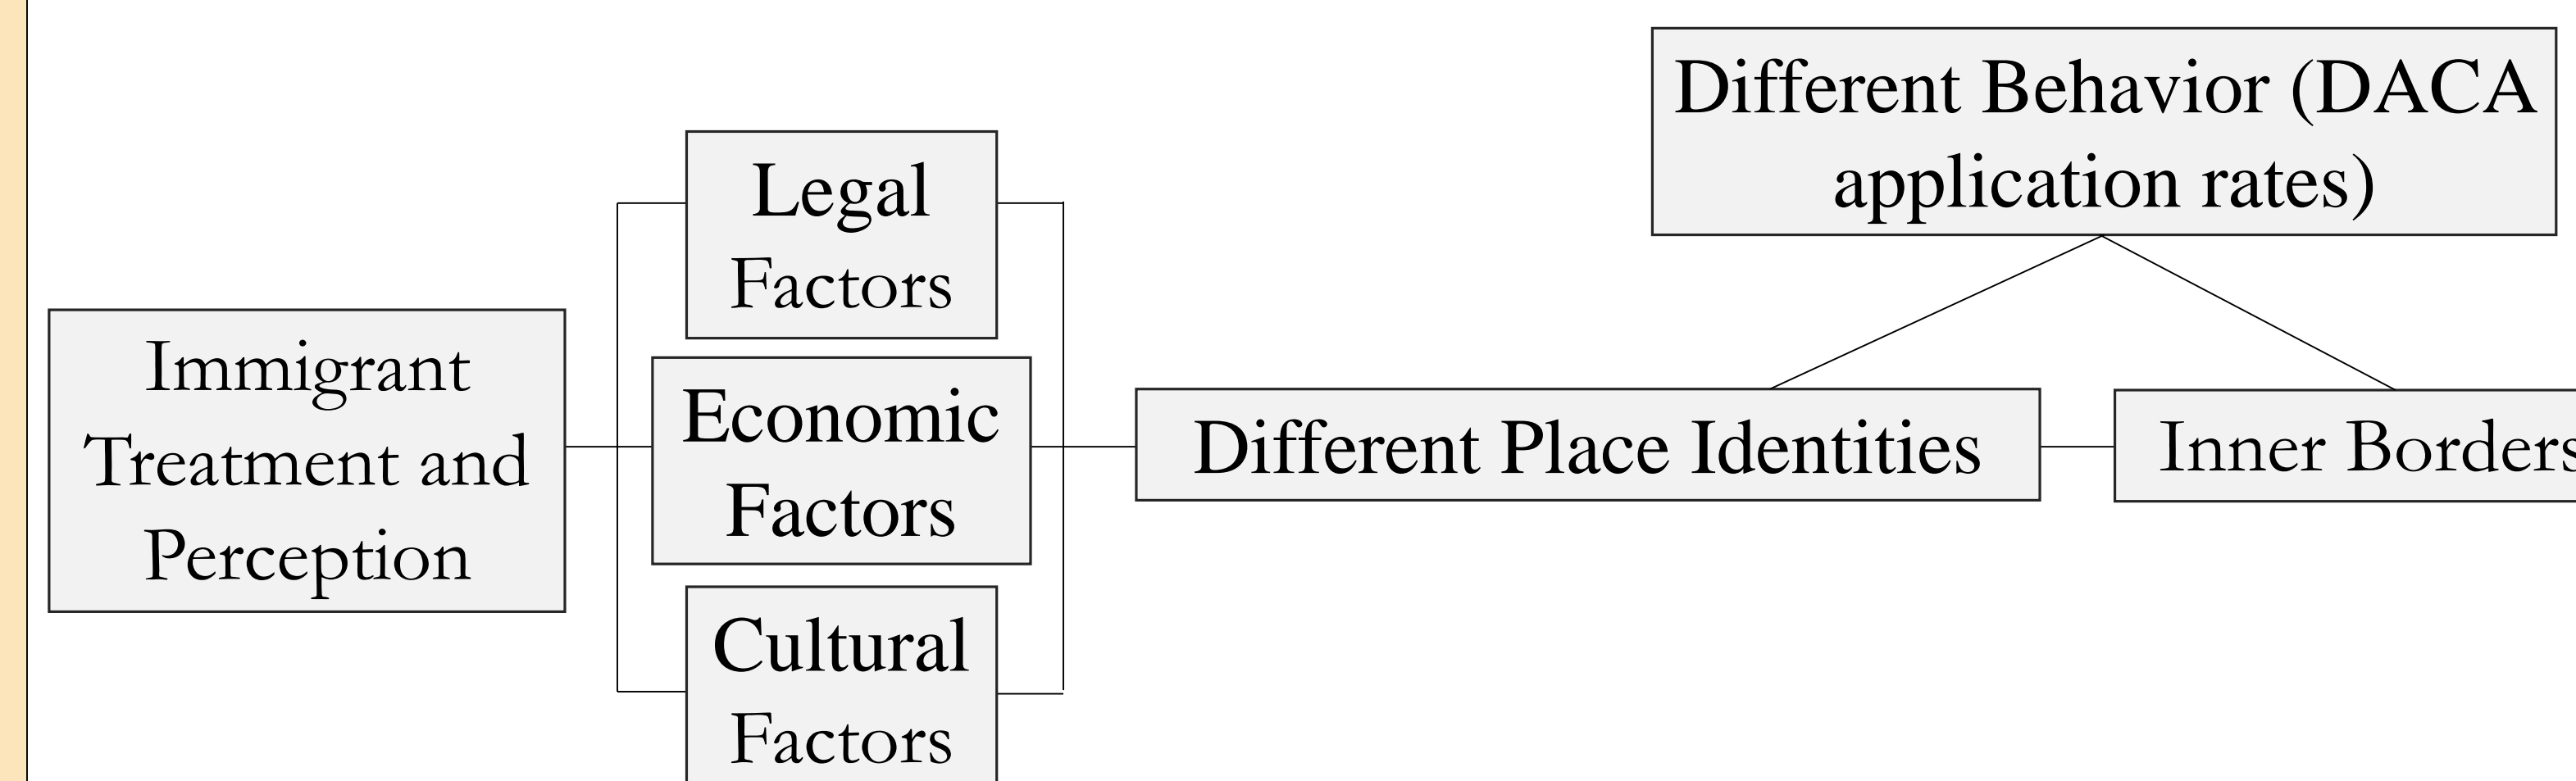 Immigrant
Treatment and
Perception
Legal
Factors
Economic
Factors
Cultural
Factors
Different Place Identities
Different Behavior (DACA
application rates)
Inner Borders